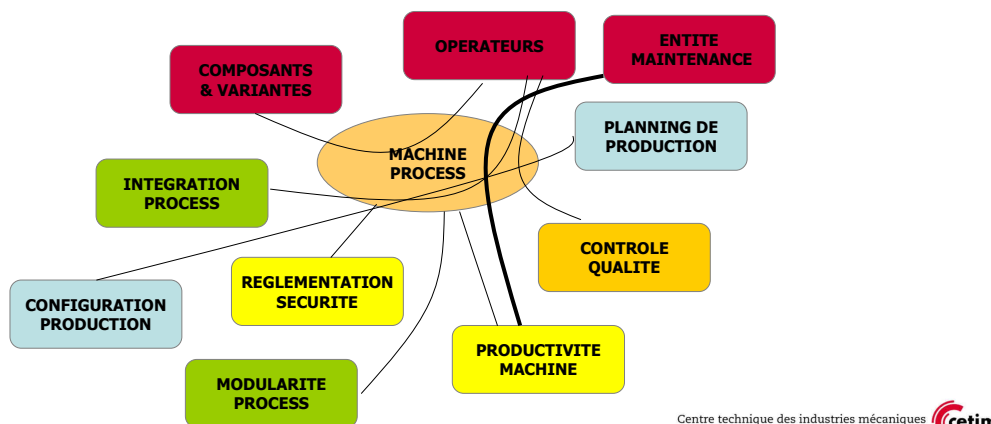 OPERATEURS
ENTITE
MAINTENANCE
COMPOSANTS
& VARIANTES
PLANNING DE
PRODUCTION
MACHINE
PROCESS
INTEGRATION
PROCESS
CONTROLE
QUALITE
REGLEMENTATION
SECURITE
CONFIGURATION
PRODUCTION
PRODUCTIVITE
MACHINE
MODULARITE
PROCESS
Centre technique des industries mécaniques cetim